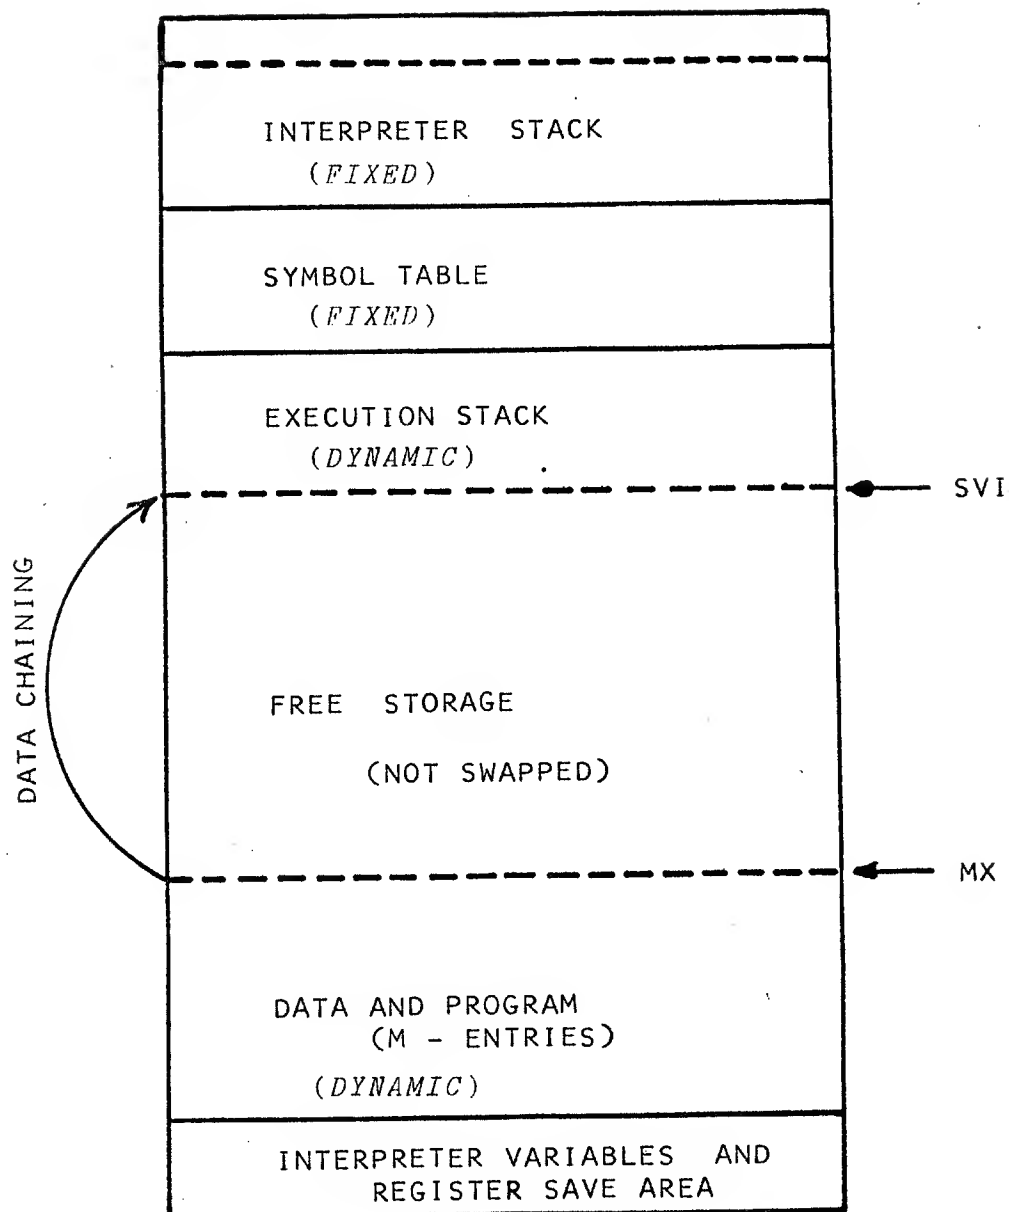 INTERPRETER STACK
(FIXED)
SYMBOL TABLE
(FIXED)
EXECUTION STACK
(DYNAMIC)
SVI
DATA CHAINING
FREE STORAGE
(NOT SWAPPED)
MX
DATA AND PROGRAM
(M - ENTRIES)
(DYNAMIC)
INTERPRETER VARIABLES AND
REGISTER SAVE AREA